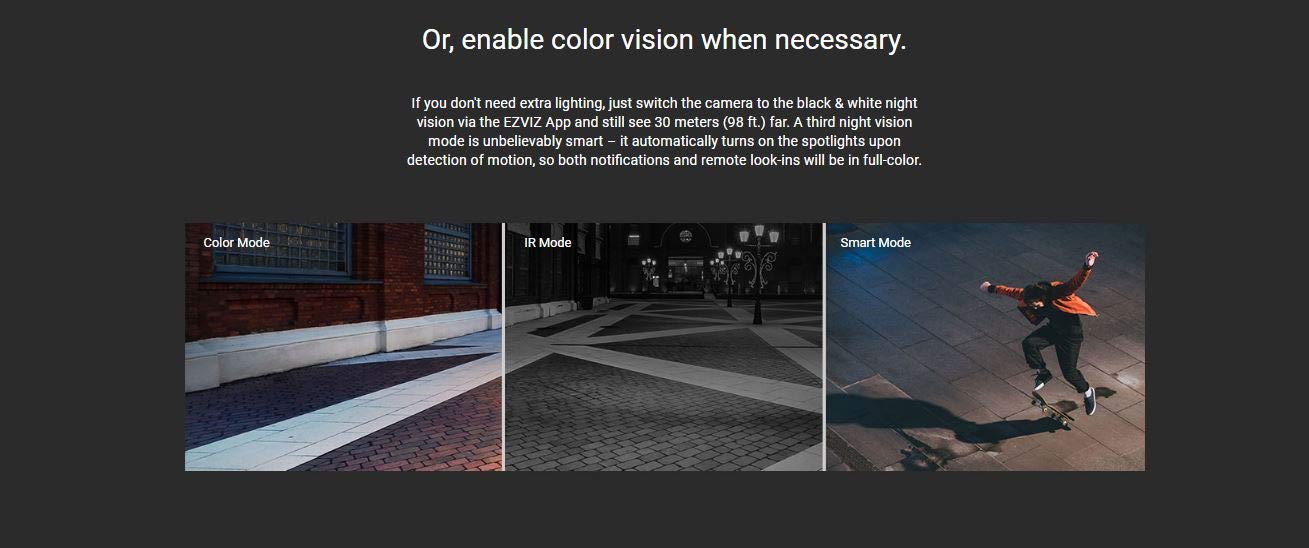 Or, enable color vision when necessary.
If you don't need extra lighting, just switch the camera to the black & white night
vision via the EZVIZ App and still see 30 meters (98 ft.) far. A third night vision
mode is unbelievably smart – it automatically turns on the spotlights upon
detection of motion, so both notifications and remote look-ins will be in full-color.
Color Mode
IR Mode
Smart Mode